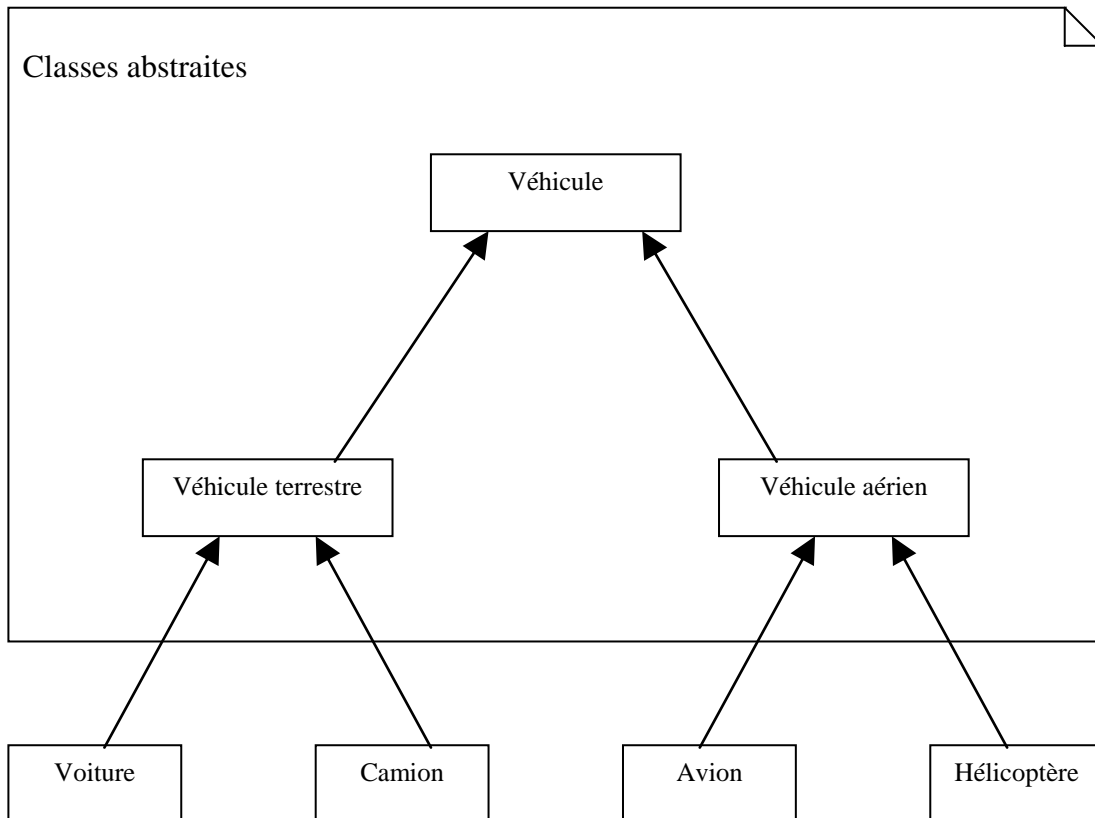 Classes abstraites
Véhicule
Véhicule terrestre
Véhicule aérien
Voiture
Camion
Avion
Hélicoptère